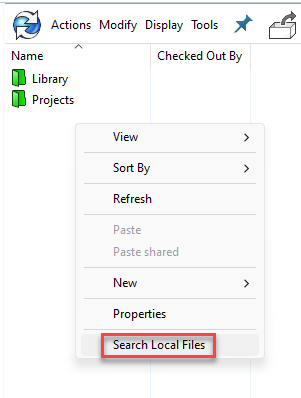 Actions Modify Display Tools
Name Checked Out By
Library
Projects
View
Sort By
Refresh
Paste
Paste shared
New
Properties
Search Local Files